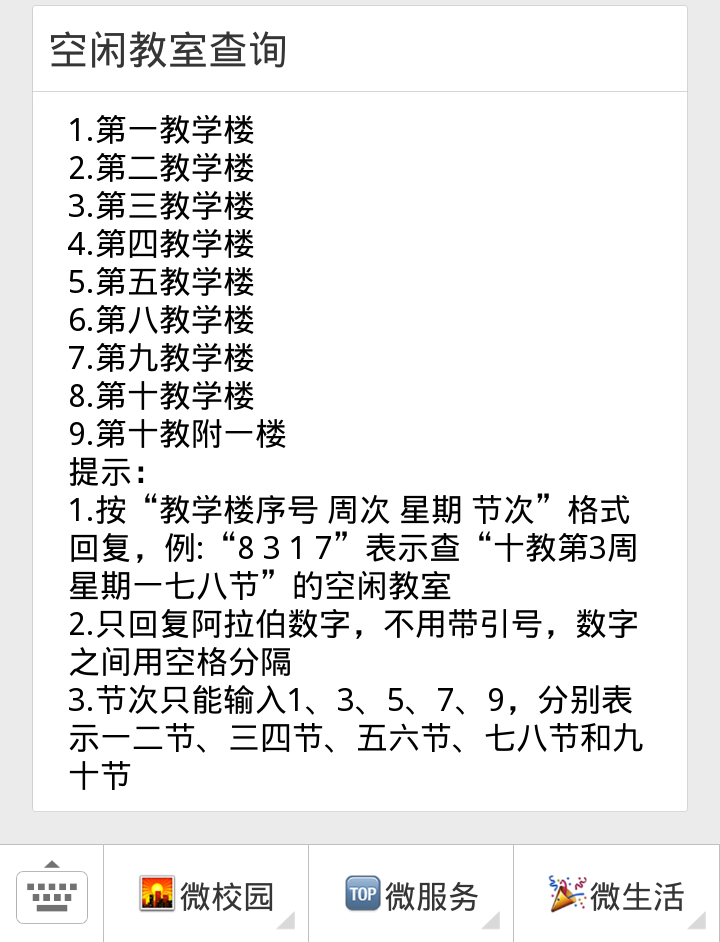 空闲教室查询
1.第一教学楼
2.第二教学楼
3.第三教学楼
4.第四教学楼
5.第五教学楼
6.第八教学楼
7.第九教学楼
8.第十教学楼
9.第十教附一楼
提示：
1.按“教学楼序号 周次 星期 节次”格式
回复，例:“8 3 1 7”表示查“十教第3周
星期一七八节”的空闲教室
2.只回复阿拉伯数字，不用带引号，数字
之间用空格分隔
3.节次只能输入1、3、5、7、9，分别表
示一二节、三四节、五六节、七八节和九
十节
微校园 TOP 微服务 微生活